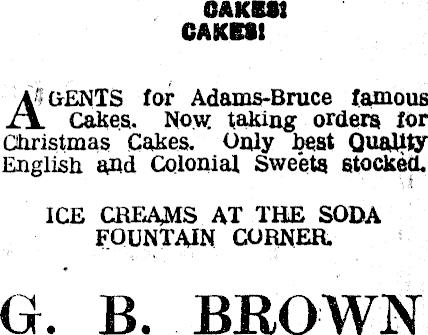 CAKES!
CAKES!
AGENTS for Adams-Bruce famous
Cakes. Now taking orders for
Christmas Cakes. Only best Quality
English and Colonial Sweets stocked.
ICE CREAMS AT THE SODA
FOUNTAIN CORNER.
G. B. BROWN